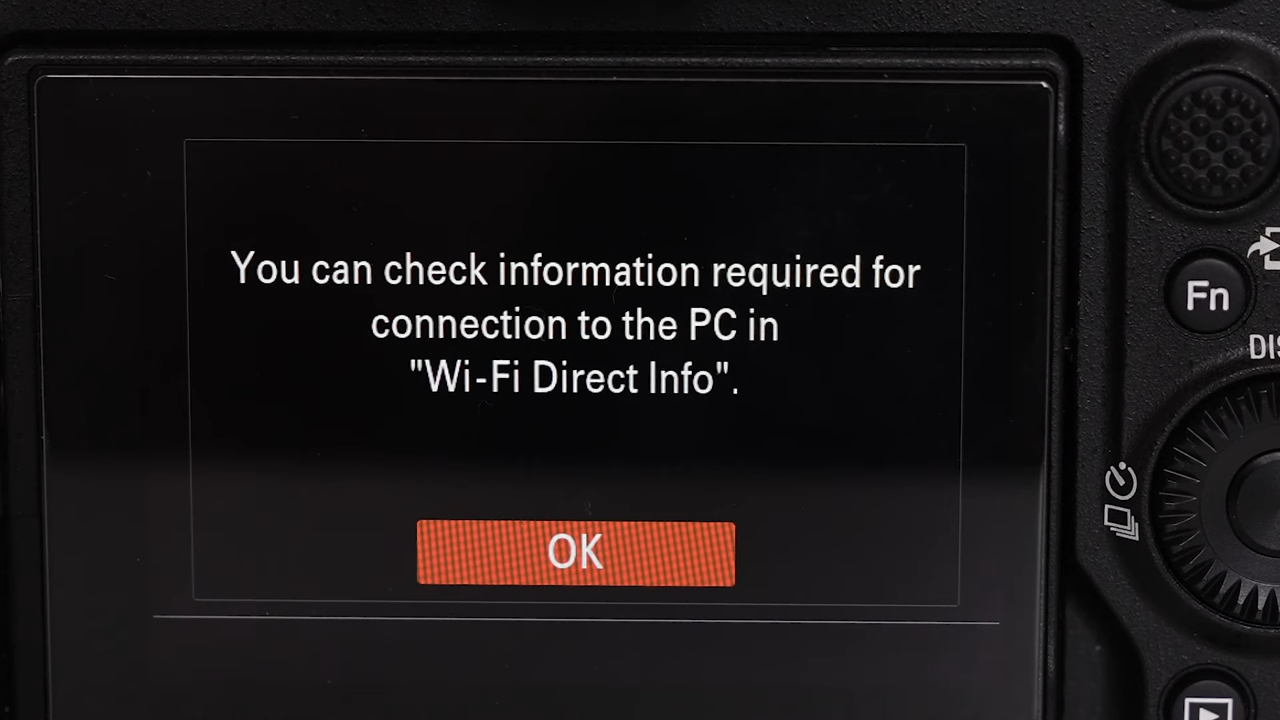 You can check information required for
connection to the PC in
"Wi-Fi Direct Info".
OK
Fn